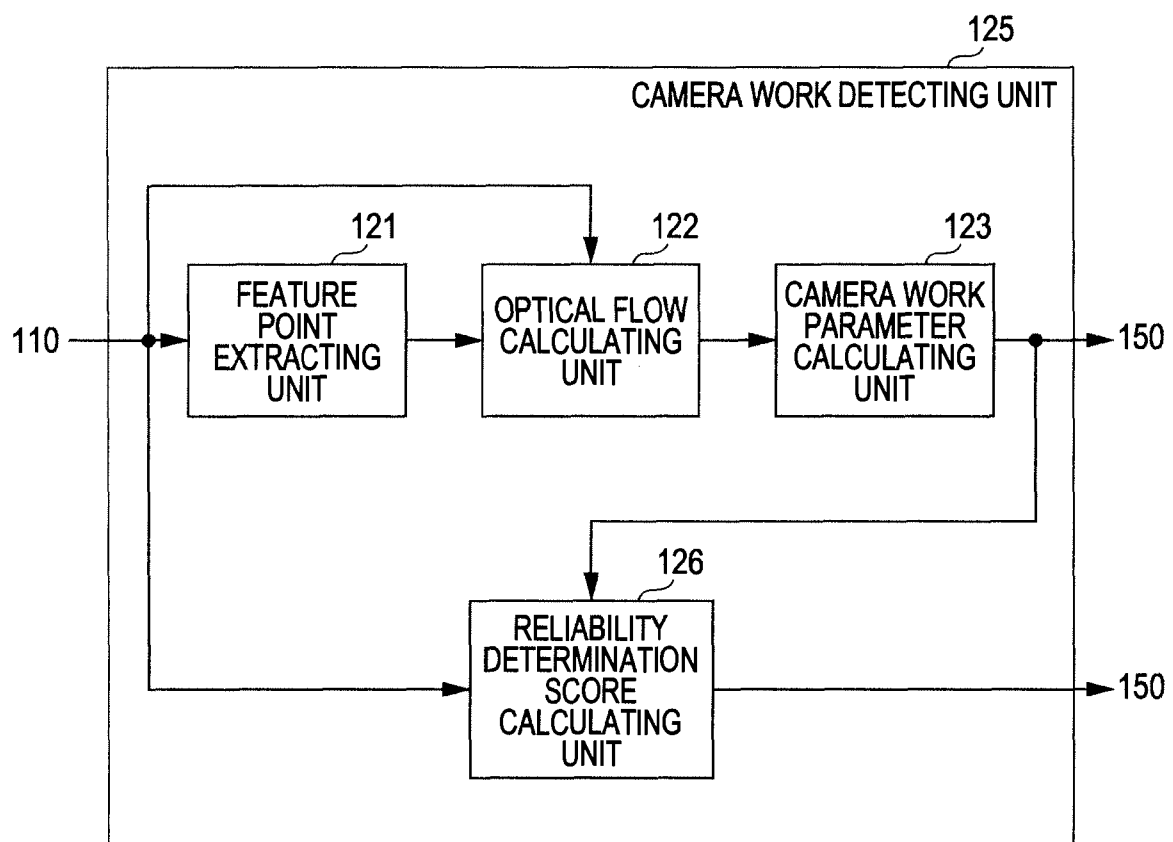 125
CAMERA WORK DETECTING UNIT
121
122
123
FEATURE
POINT
EXTRACTING
UNIT
OPTICAL FLOW
CALCULATING
UNIT
CAMERA WORK
PARAMETER
CALCULATING
UNIT
110
150
126
RELIABILITY
DETERMINATION
SCORE
CALCULATING
UNIT
150